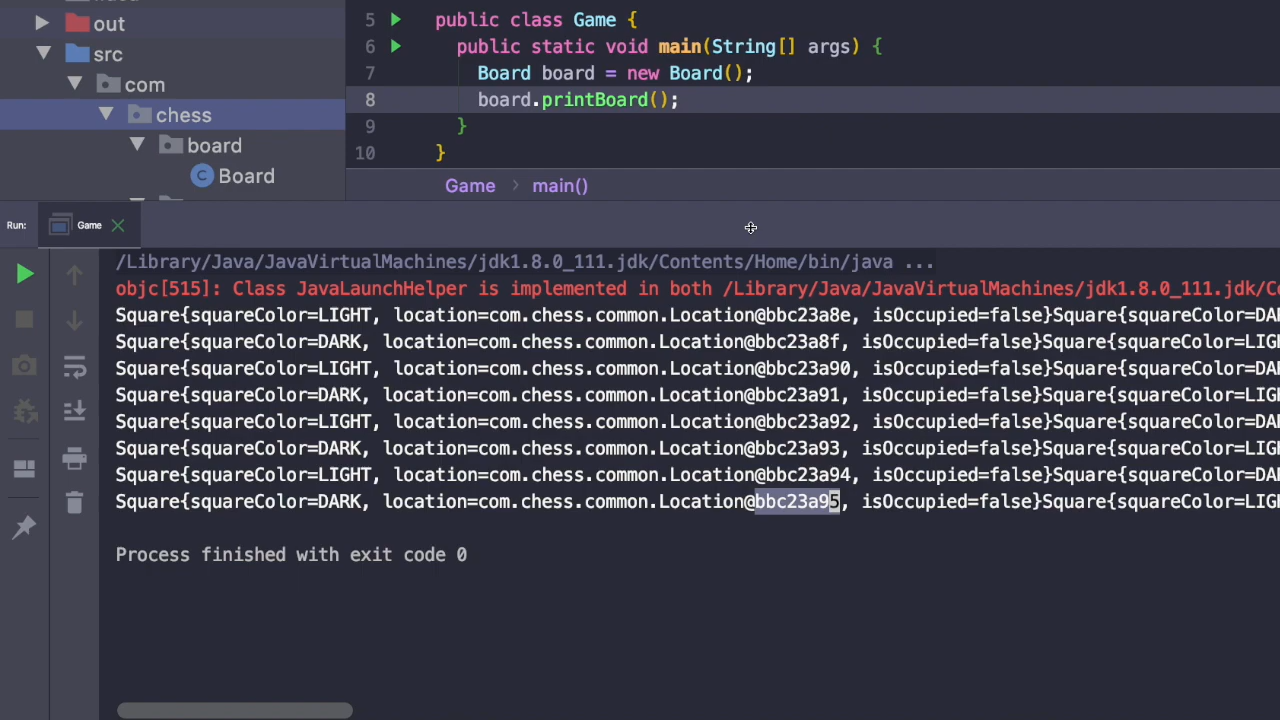 out
src
com
chess
board
Board
5 public class Game {
6 public static void main(String[] args) {
7 Board board = new Board();
8 board.printBoard();
9 }
10 }
Game › main()
Run: Game
/Library/Java/JavaVirtualMachines/jdk1.8.0_111.jdk/Contents/Home/bin/java ...
objc[515]: Class JavaLaunchHelper is implemented in both /Library/Java/JavaVirtualMachines/jdk1.8.0_111.jdk/Co
Square{squareColor=LIGHT, location=com.chess.common.Location@bbc23a8e, isOccupied=false}Square{squareColor=DAR
Square{squareColor=DARK, location=com.chess.common.Location@bbc23a8f, isOccupied=false}Square{squareColor=LIGH
Square{squareColor=LIGHT, location=com.chess.common.Location@bbc23a90, isOccupied=false}Square{squareColor=DAR
Square{squareColor=DARK, location=com.chess.common.Location@bbc23a91, isOccupied=false}Square{squareColor=LIGH
Square{squareColor=LIGHT, location=com.chess.common.Location@bbc23a92, isOccupied=false}Square{squareColor=DAR
Square{squareColor=DARK, location=com.chess.common.Location@bbc23a93, isOccupied=false}Square{squareColor=LIGH
Square{squareColor=LIGHT, location=com.chess.common.Location@bbc23a94, isOccupied=false}Square{squareColor=DAR
Square{squareColor=DARK, location=com.chess.common.Location@bbc23a95, isOccupied=false}Square{squareColor=LIGH
Process finished with exit code 0